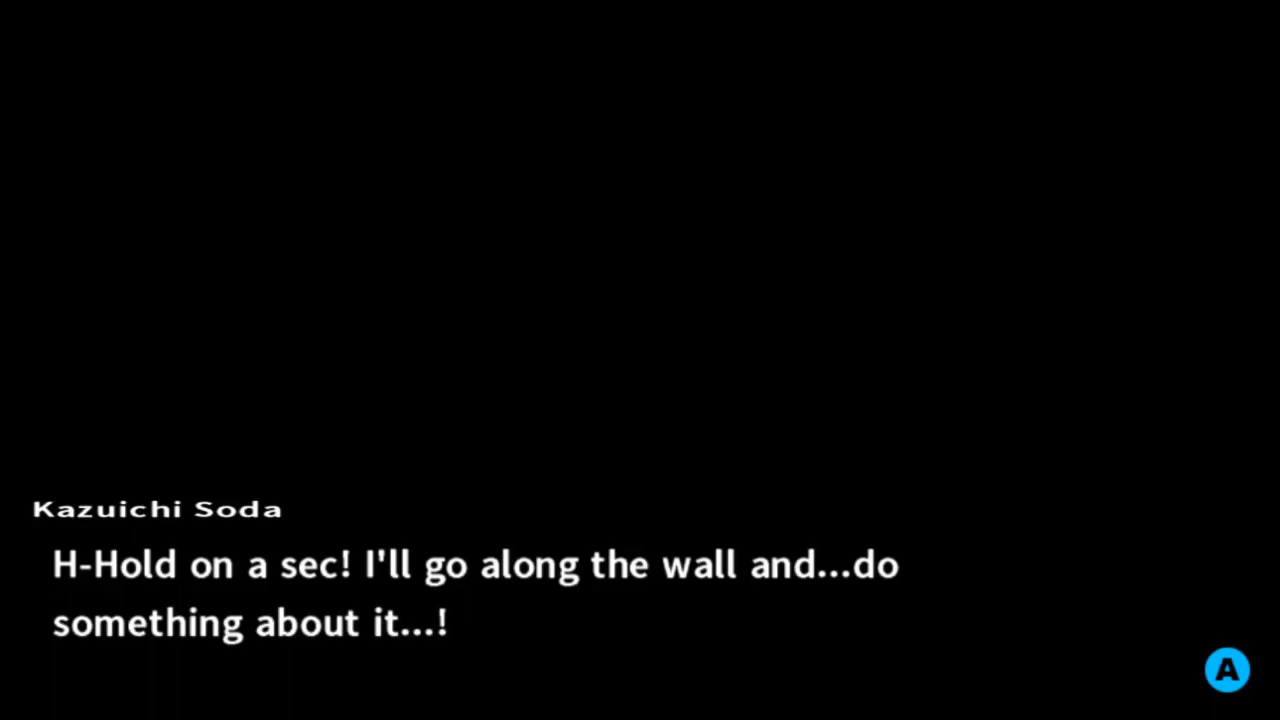 Kazuichi Soda
H-Hold on a sec! I'll go along the wall and...do
something about it...!
A